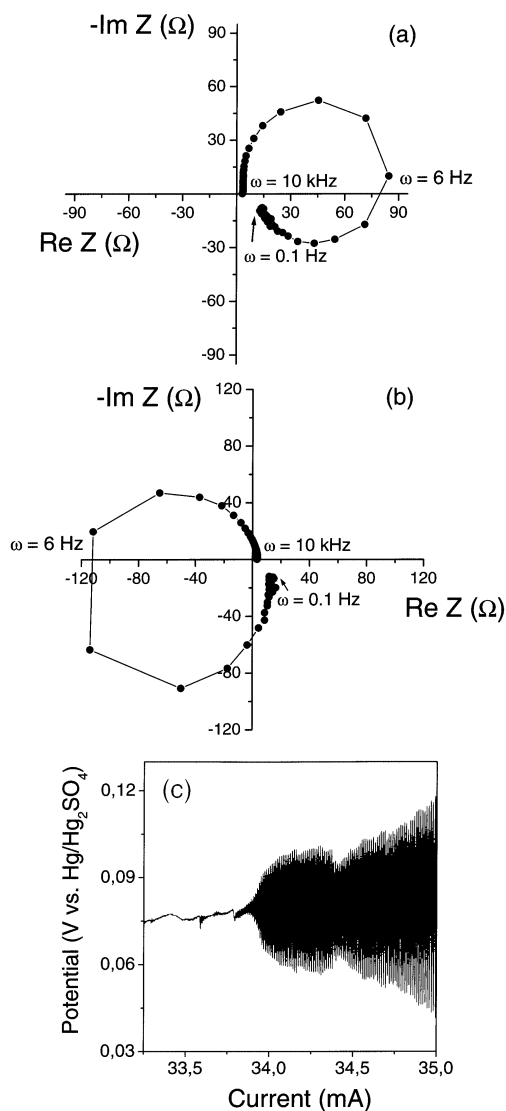 -Im Z (Ω)
(a)
90
60
30
ω = 10 kHz
ω = 6 Hz
-90 -60 -30 30 60 90
Re Z (Ω)
ω = 0.1 Hz
-30
-60
-90
120
-Im Z (Ω)
(b)
80
40
ω = 6 Hz
ω = 10 kHz
-120 -80 -40 40 80 120
ω = 0.1 Hz
Re Z (Ω)
-40
-80
-120
(c)
0,12
0,09
0,06
0,03
Potential (V vs. Hg/Hg₂SO₄)
33,5 34,0 34,5 35,0
Current (mA)